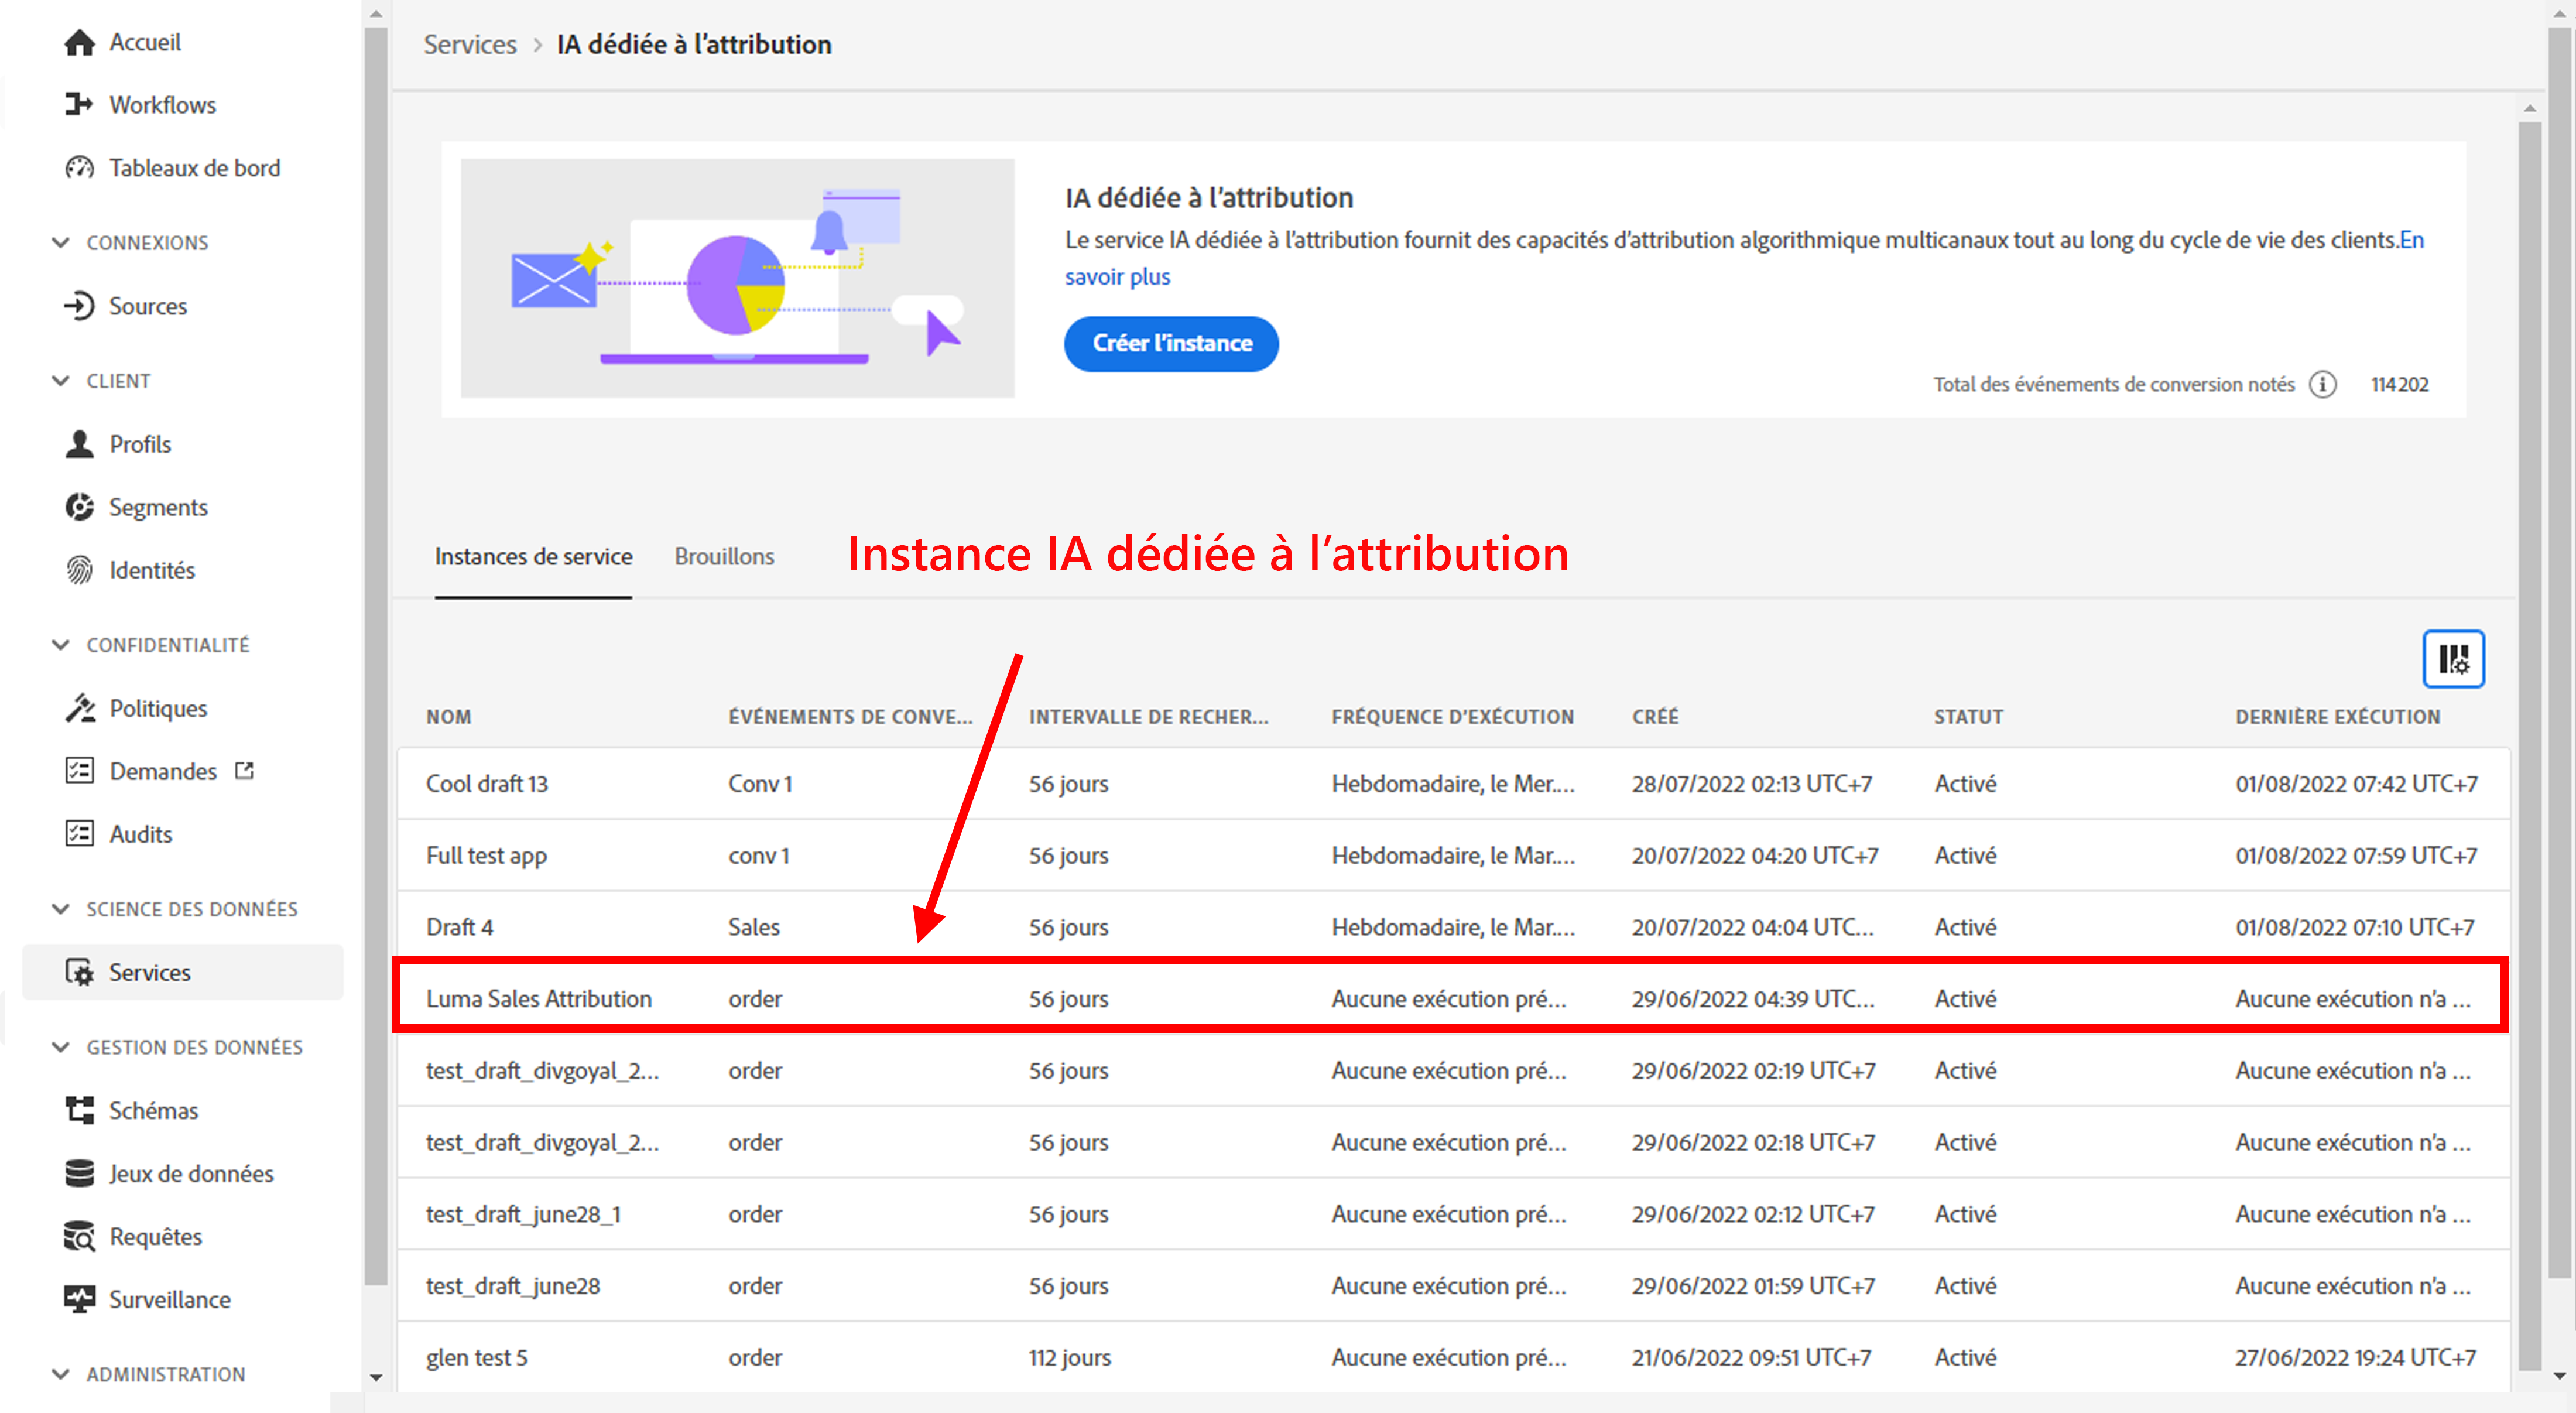 Accueil
Workflows
Tableaux de bord
CONNEXIONS
Sources
CLIENT
Profils
Segments
Identités
CONFIDENTIALITÉ
Politiques
Demandes
Audits
SCIENCE DES DONNÉES
Services
GESTION DES DONNÉES
Schémas
Jeux de données
Requêtes
Surveillance
ADMINISTRATION
Services > IA dédiée à l’attribution
IA dédiée à l’attribution
Le service IA dédiée à l’attribution fournit des capacités d’attribution algorithmique multicanaux tout au long du cycle de vie des clients.En
savoir plus
Créer l’instance
Total des événements de conversion notés 114 202
Instances de service Brouillons
Instance IA dédiée à l’attribution
NOM ÉVÉNEMENTS DE CONVE... INTERVALLE DE RECHER... FRÉQUENCE D’EXÉCUTION CRÉÉ STATUT DERNIÈRE EXÉCUTION
Cool draft 13 Conv 1 56 jours Hebdomadaire, le Mer.... 28/07/2022 02:13 UTC+7 Activé 01/08/2022 07:42 UTC+7
Full test app conv 1 56 jours Hebdomadaire, le Mar.... 20/07/2022 04:20 UTC+7 Activé 01/08/2022 07:59 UTC+7
Draft 4 Sales 56 jours Hebdomadaire, le Mar.... 20/07/2022 04:04 UTC... Activé 01/08/2022 07:10 UTC+7
Luma Sales Attribution order 56 jours Aucune exécution pré... 29/06/2022 04:39 UTC... Activé Aucune exécution n’a ...
test_draft_divgoyal_2... order 56 jours Aucune exécution pré... 29/06/2022 02:19 UTC+7 Activé Aucune exécution n’a ...
test_draft_divgoyal_2... order 56 jours Aucune exécution pré... 29/06/2022 02:18 UTC+7 Activé Aucune exécution n’a ...
test_draft_june28_1 order 56 jours Aucune exécution pré... 29/06/2022 02:12 UTC+7 Activé Aucune exécution n’a ...
test_draft_june28 order 56 jours Aucune exécution pré... 29/06/2022 01:59 UTC+7 Activé Aucune exécution n’a ...
glen test 5 order 112 jours Aucune exécution pré... 21/06/2022 09:51 UTC+7 Activé 27/06/2022 19:24 UTC+7